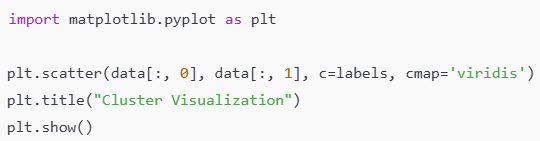 import matplotlib.pyplot as plt
plt.scatter(data[:, 0], data[:, 1], c=labels, cmap='viridis')
plt.title("Cluster Visualization")
plt.show()